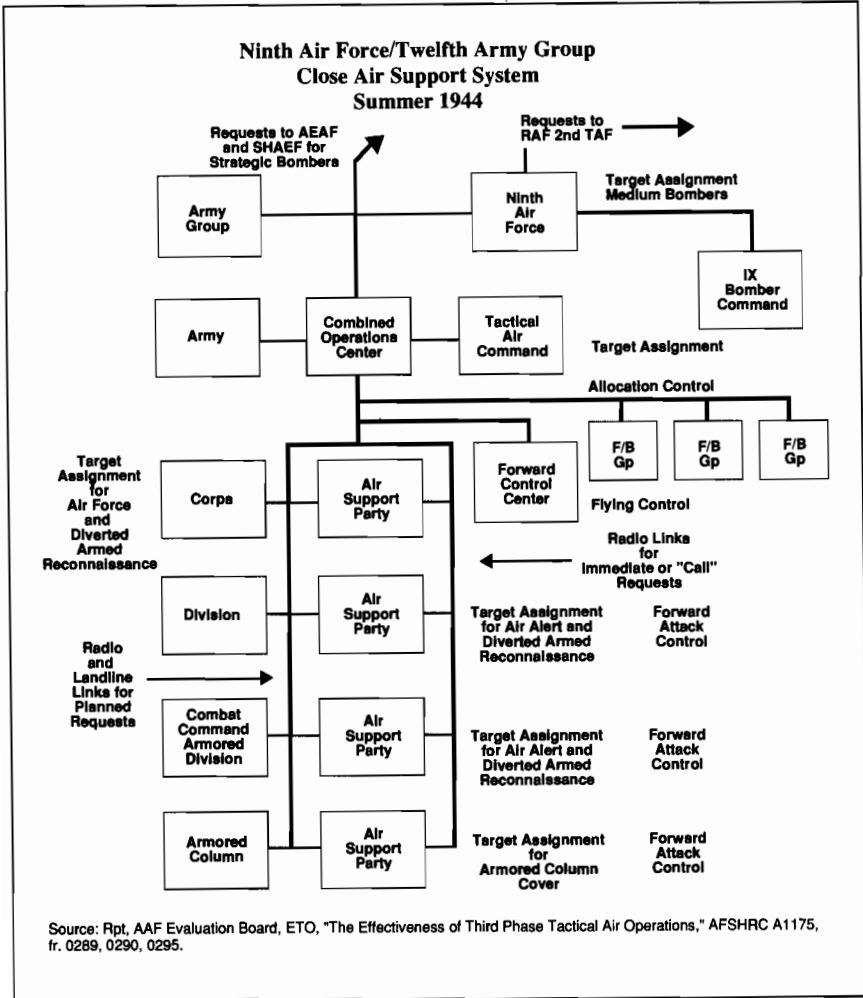 Ninth Air Force/Twelfth Army Group
Close Air Support System
Summer 1944
Requests to AEAF
and SHAEF for
Strategic Bombers
Requests to
RAF 2nd TAF
Army
Group
Ninth
Air
Force
Target Assignment
Medium Bombers
IX
Bomber
Command
Army
Combined
Operations
Center
Tactical
Air
Command
Target Assignment
Allocation Control
F/B
Gp
F/B
Gp
F/B
Gp
Target
Assignment
for
Air Force
and
Diverted
Armed
Reconnaissance
Corps
Air
Support
Party
Forward
Control
Center
Flying Control
Radio Links
for
Immediate or "Call"
Requests
Division
Air
Support
Party
Target Assignment
for Air Alert and
Diverted Armed
Reconnaissance
Forward
Attack
Control
Radio
and
Landline
Links for
Planned
Requests
Combat
Command
Armored
Division
Air
Support
Party
Target Assignment
for Air Alert and
Diverted Armed
Reconnaissance
Forward
Attack
Control
Armored
Column
Air
Support
Party
Target Assignment
for
Armored Column
Cover
Forward
Attack
Control
Source: Rpt, AAF Evaluation Board, ETO, "The Effectiveness of Third Phase Tactical Air Operations," AFSHRC A1175,
fr. 0289, 0290, 0295.